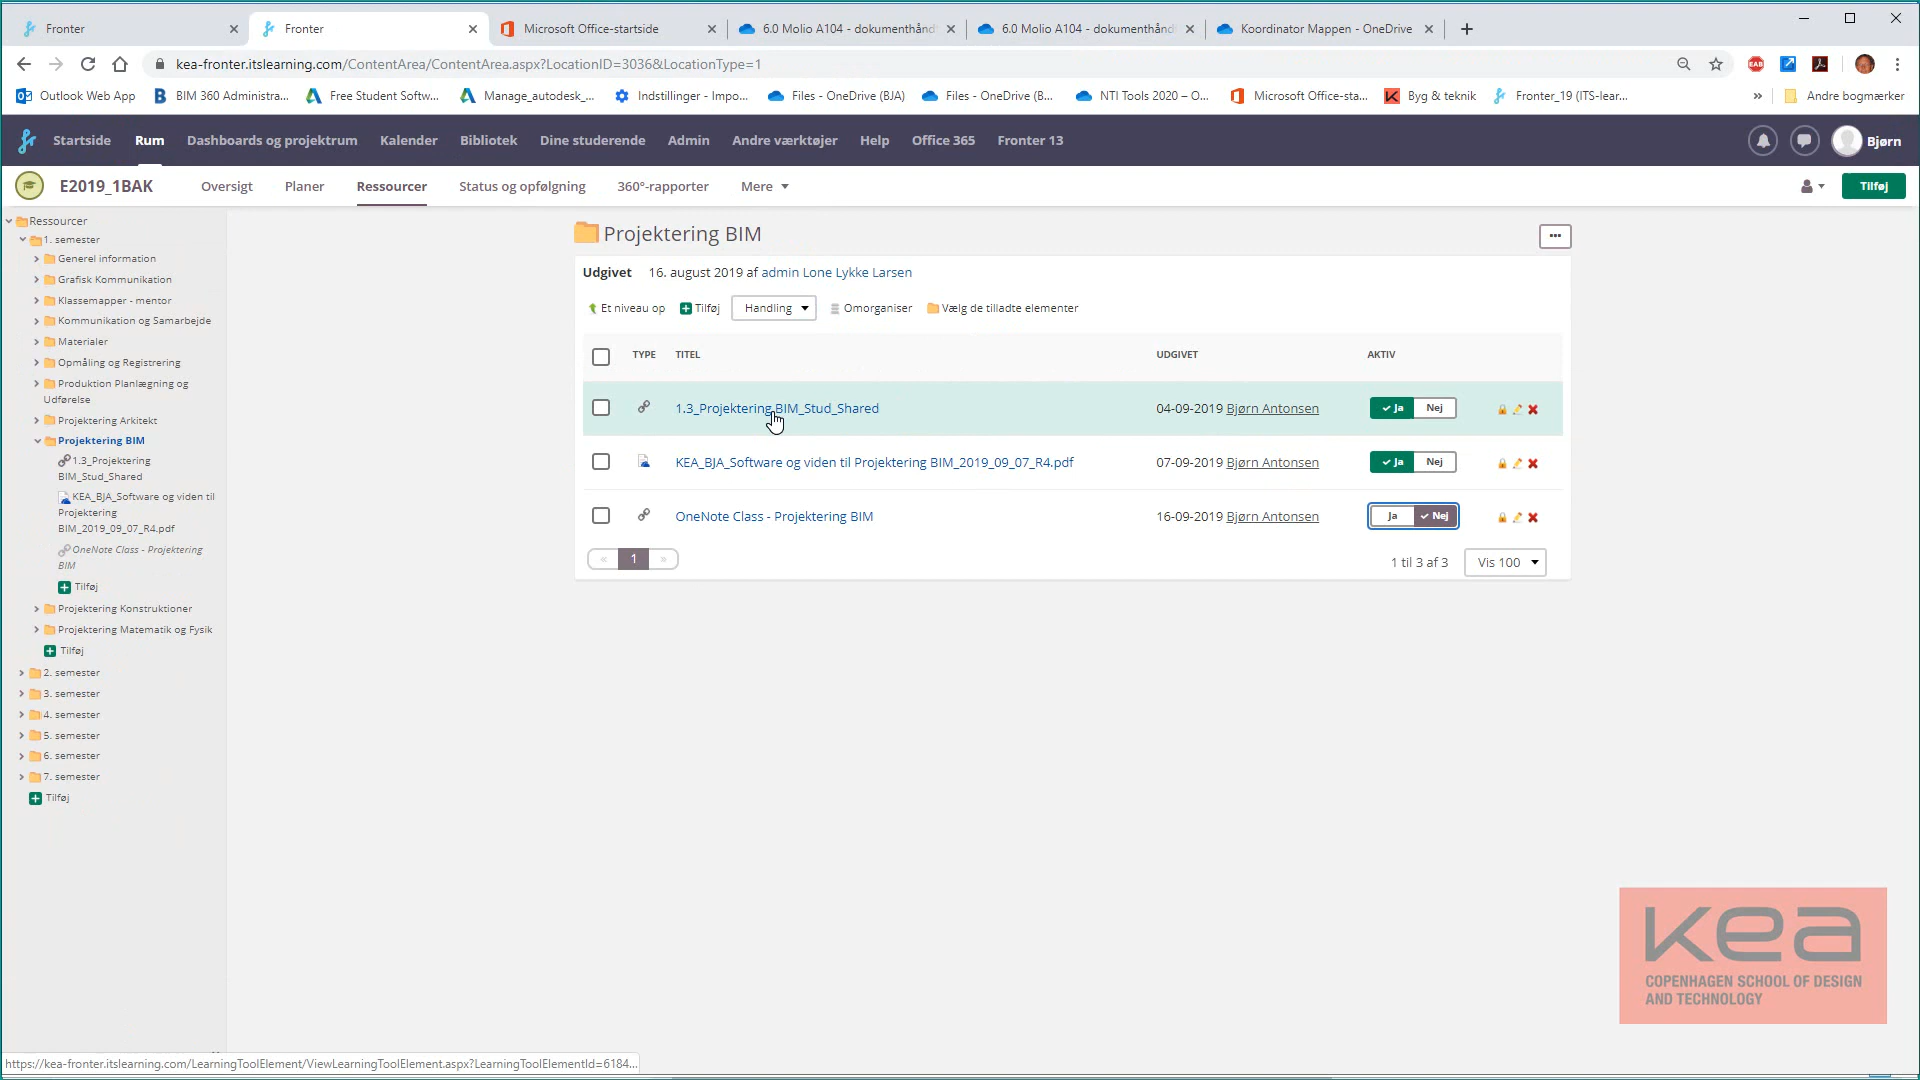 Fronter
Fronter
Microsoft Office-startside
6.0 Molio A104 - dokumenthånd
6.0 Molio A104 - dokumenthånd
Koordinator Mappen - OneDrive
kea-fronter.itslearning.com/ContentArea/ContentArea.aspx?LocationID=3036&LocationType=1
Outlook Web App
BIM 360 Administra...
Free Student Softw...
Manage_autodesk_...
Indstillinger - Impo...
Files - OneDrive (BJA)
Files - OneDrive (B...
NTI Tools 2020 – O...
Microsoft Office-sta...
Byg & teknik
Fronter_19 (ITS-lear...
»
Andre bogmærker
Startside
Rum
Dashboards og projektrum
Kalender
Bibliotek
Dine studerende
Admin
Andre værktøjer
Help
Office 365
Fronter 13
Bjørn
E2019_1BAK
Oversigt
Planer
Ressourcer
Status og opfølgning
360°-rapporter
Mere
Tilføj
Ressourcer
1. semester
Generel information
Grafisk Kommunikation
Klassemapper - mentor
Kommunikation og Samarbejde
Materialer
Opmåling og Registrering
Produktion Planlægning og
Udførelse
Projektering Arkitekt
Projektering BIM
1.3_Projektering
BIM_Stud_Shared
KEA_BJA_Software og viden til
Projektering
BIM_2019_09_07_R4.pdf
OneNote Class - Projektering
BIM
Tilføj
Projektering Konstruktioner
Projektering Matematik og Fysik
Tilføj
2. semester
3. semester
4. semester
5. semester
6. semester
7. semester
Tilføj
Projektering BIM
Udgivet 16. august 2019 af admin Lone Lykke Larsen
Et niveau op
Tilføj
Handling
Omorganiser
Vælg de tilladte elementer
TYPE TITEL UDGIVET AKTIV
1.3_Projektering BIM_Stud_Shared 04-09-2019 Bjørn Antonsen Ja Nej
KEA_BJA_Software og viden til Projektering BIM_2019_09_07_R4.pdf 07-09-2019 Bjørn Antonsen Ja Nej
OneNote Class - Projektering BIM 16-09-2019 Bjørn Antonsen Ja Nej
« 1 » 1 til 3 af 3 Vis 100
kea
COPENHAGEN SCHOOL OF DESIGN
AND TECHNOLOGY
https://kea-fronter.itslearning.com/LearningToolElement/ViewLearningToolElement.aspx?LearningToolElementId=6184...